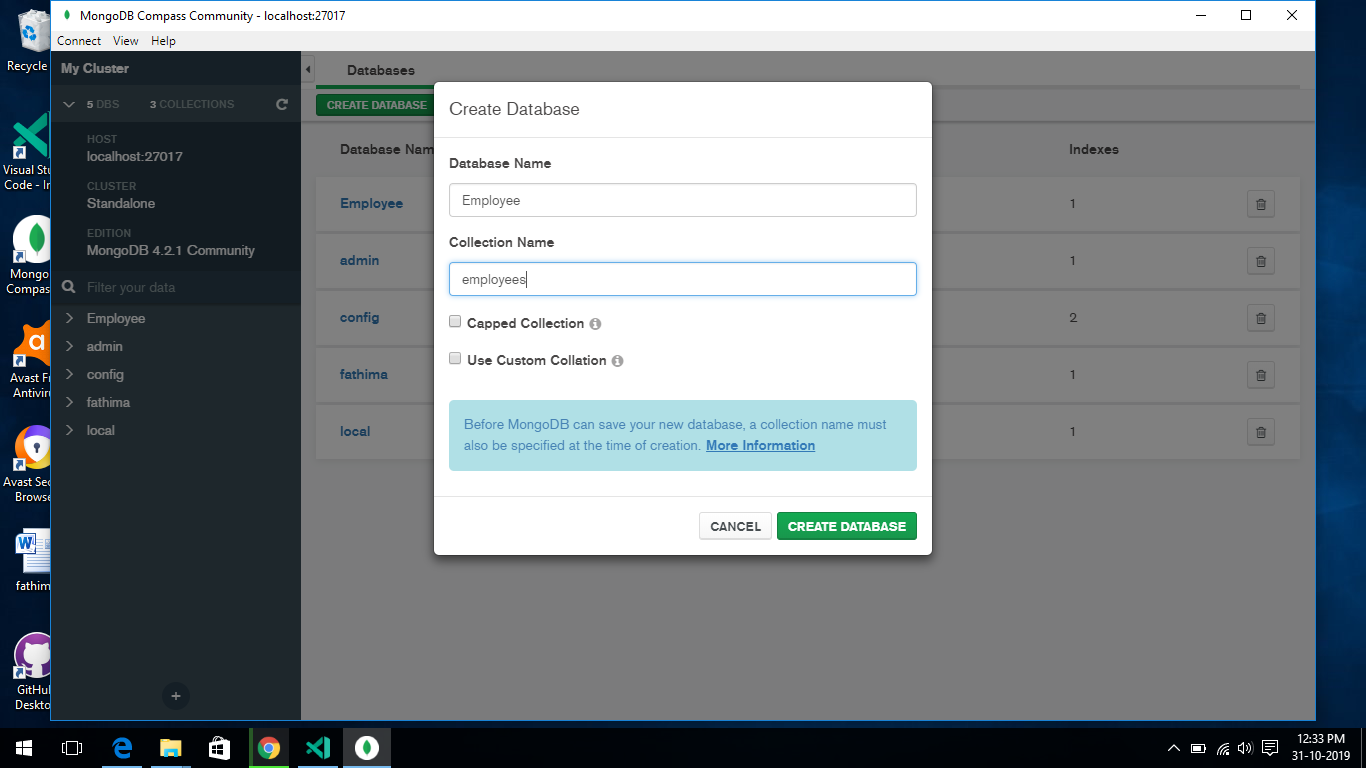 MongoDB Compass Community - localhost:27017
Connect View Help
Recycle
My Cluster
5 DBS 3 COLLECTIONS
HOST
localhost:27017
CLUSTER
Standalone
EDITION
MongoDB 4.2.1 Community
Filter your data
Employee
admin
config
fathima
local
Databases
CREATE DATABASE
Database Nam
Indexes
Employee 1
admin 1
config 2
fathima 1
local 1
Create Database
Database Name
Employee
Collection Name
employees
Capped Collection
Use Custom Collation
Before MongoDB can save your new database, a collection name must
also be specified at the time of creation. More Information
CANCEL CREATE DATABASE
Visual Stu
Code - In
Mongo
Compas
Avast Fr
Antivir
Avast Sec
Browse
fathim
GitHu
Deskto
12:33 PM
31-10-2019